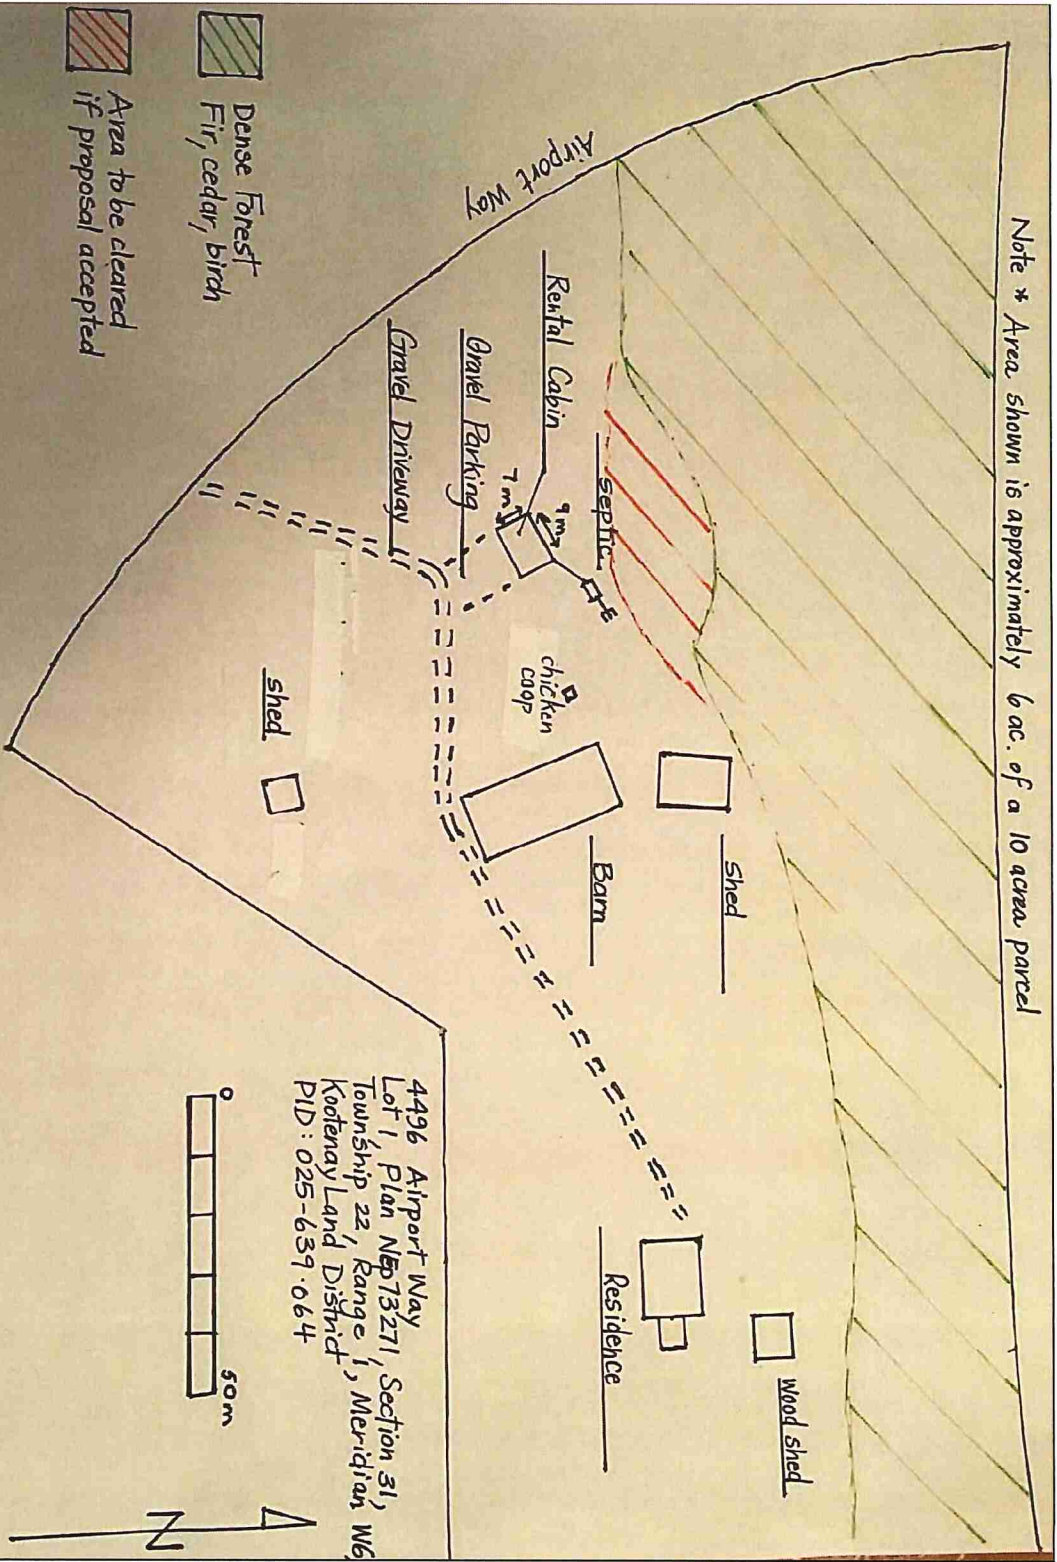 Note * Area shown is approximately 6 ac. of a 10 acrea parcel
Airport Way
Rental Cabin
Gravel Parking
Gravel Driveway
septic
7m
9m
chicken
coop
shed
Shed
Barn
Residence
Wood shed
Dense Forest
Fir, cedar, birch
Area to be cleared
if proposal accepted
4496 Airport Way
Lot 1, Plan NEP73271, Section 31,
Township 22, Range 1, Meridian W6,
Kootenay Land District
PID: 025-639-064
0
50m
N